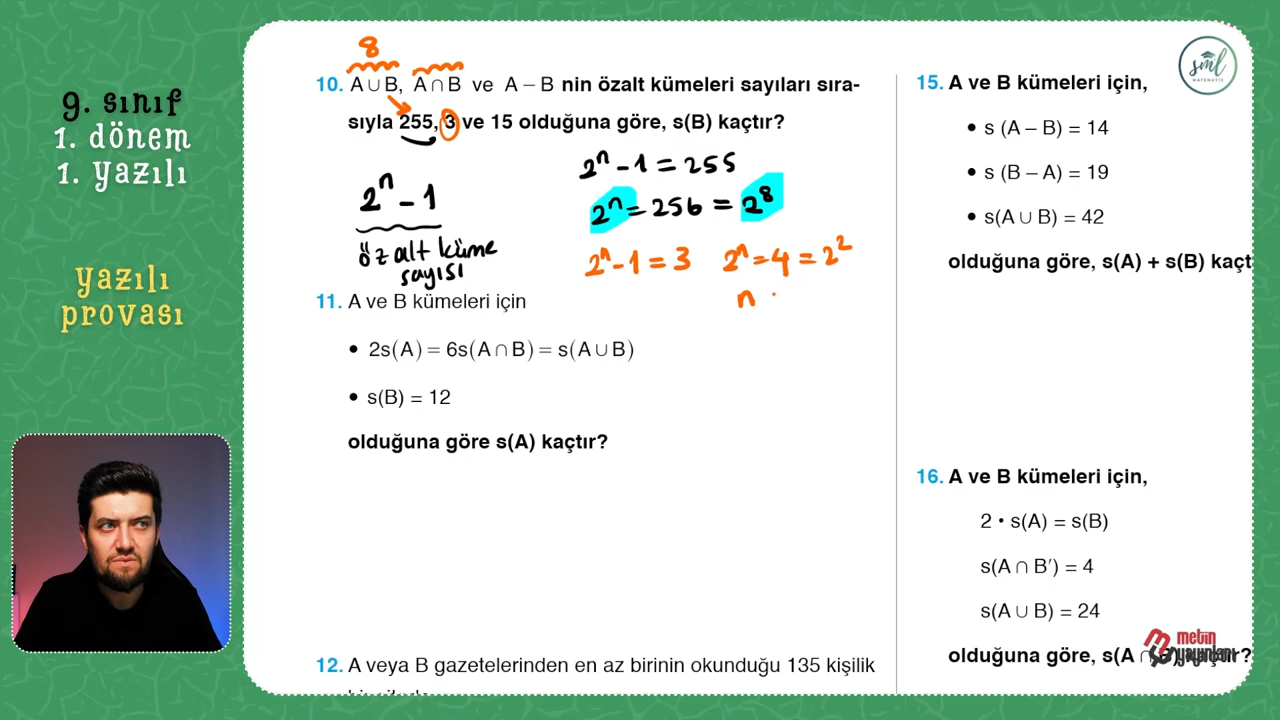 9. sınıf
1. dönem
1. yazılı
yazılı
provası
8
10. A ∪ B, A ∩ B ve A – B nin özalt kümeleri sayıları sıra-
sıyla 255, 3 ve 15 olduğuna göre, s(B) kaçtır?
2ⁿ - 1
öz alt küme
sayısı
2ⁿ - 1 = 255
2ⁿ = 256 = 2⁸
2ⁿ - 1 = 3 2ⁿ = 4 = 2²
n
11. A ve B kümeleri için
• 2s(A) = 6s(A ∩ B) = s(A ∪ B)
• s(B) = 12
olduğuna göre s(A) kaçtır?
12. A veya B gazetelerinden en az birinin okunduğu 135 kişilik
sml
MATEMATİK
15. A ve B kümeleri için,
• s (A – B) = 14
• s (B – A) = 19
• s(A ∪ B) = 42
olduğuna göre, s(A) + s(B) kaçt
16. A ve B kümeleri için,
2 • s(A) = s(B)
s(A ∩ B′) = 4
s(A ∪ B) = 24
olduğuna göre, s(A ∩
metin
yayınları